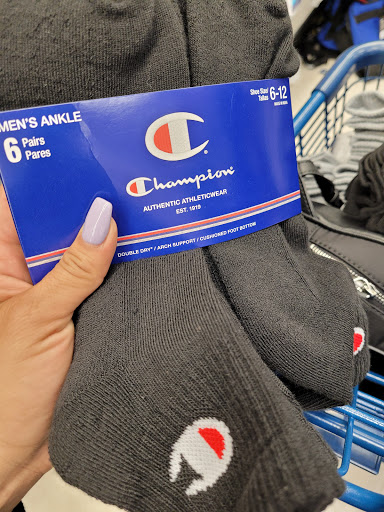 MEN'S ANKLE
6 Pairs
Pares
Shoe Size/
Tallas 6-12
Champion
AUTHENTIC ATHLETICWEAR
EST. 1919
DOUBLE DRY® / ARCH SUPPORT / CUSHIONED FOOT BOTTOM